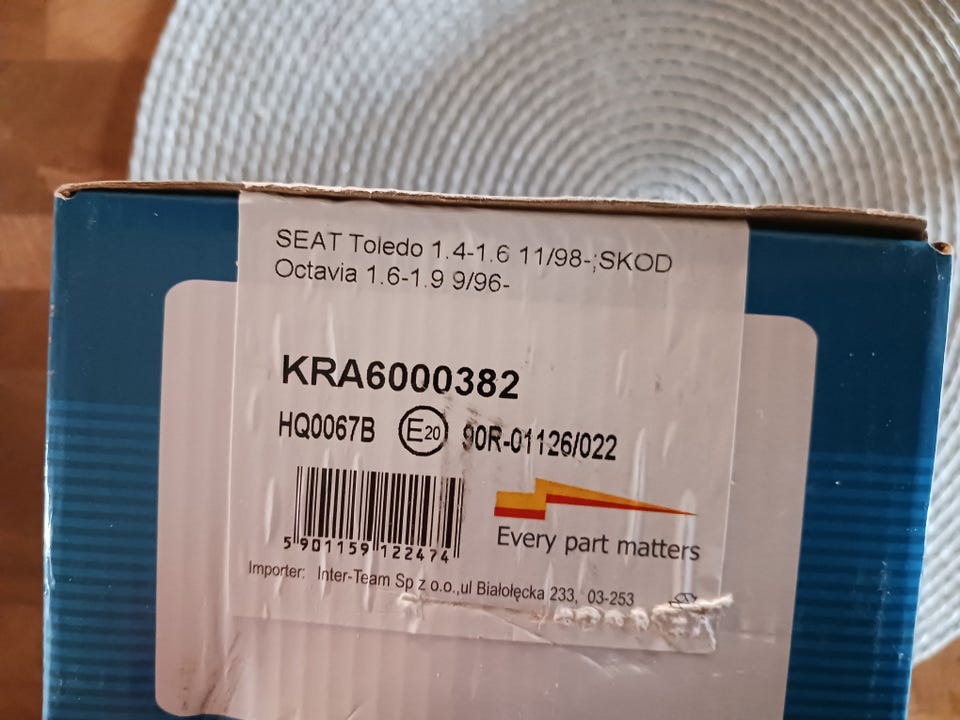 SEAT Toledo 1.4-1.6 11/98-;SKOD
Octavia 1.6-1.9 9/96-
KRA6000382
HQ0067B E20 90R-01126/022
5 901159 122474
Every part matters
Importer: Inter-Team Sp z o.o.,ul Białołęcka 233, 03-253